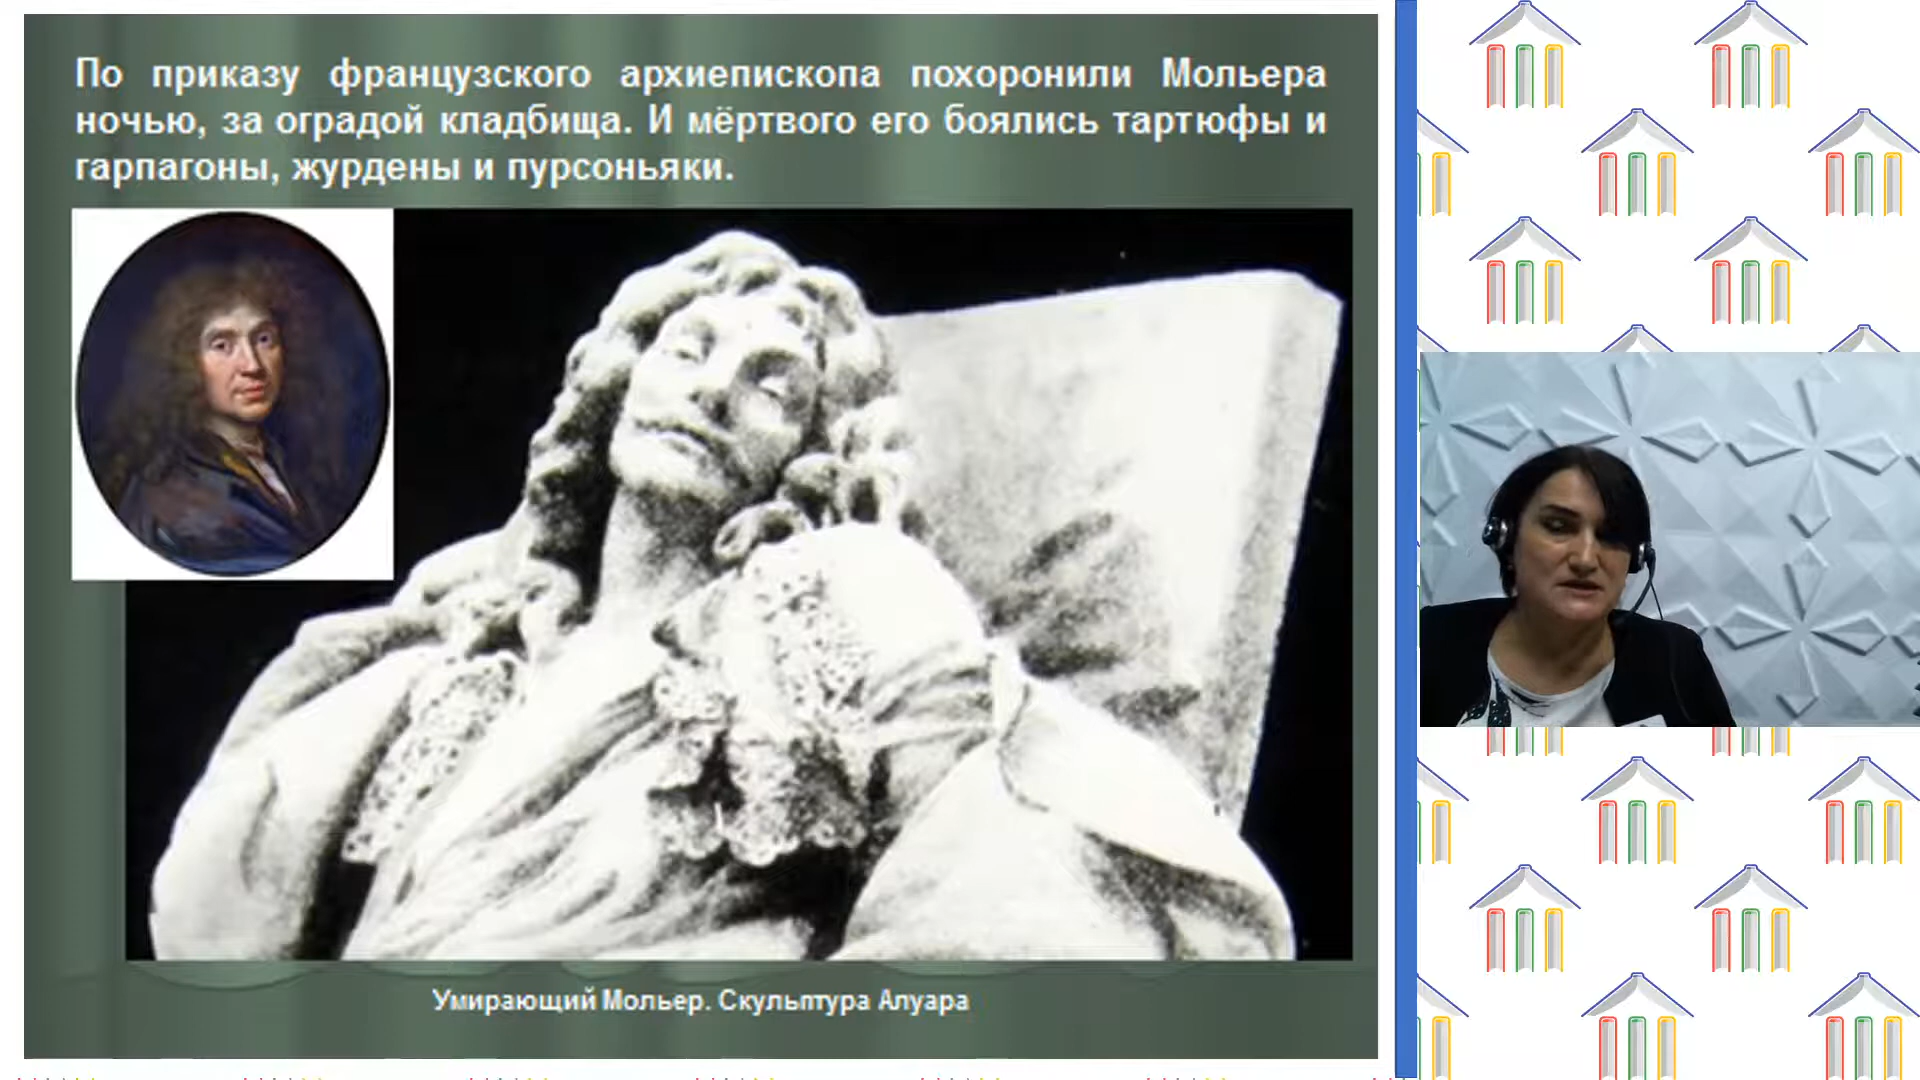 По приказу французского архиепископа похоронили Мольера
ночью, за оградой кладбища. И мёртвого его боялись тартюфы и
гарпагоны, журдены и пурсоньяки.
Умирающий Мольер. Скульптура Алуара